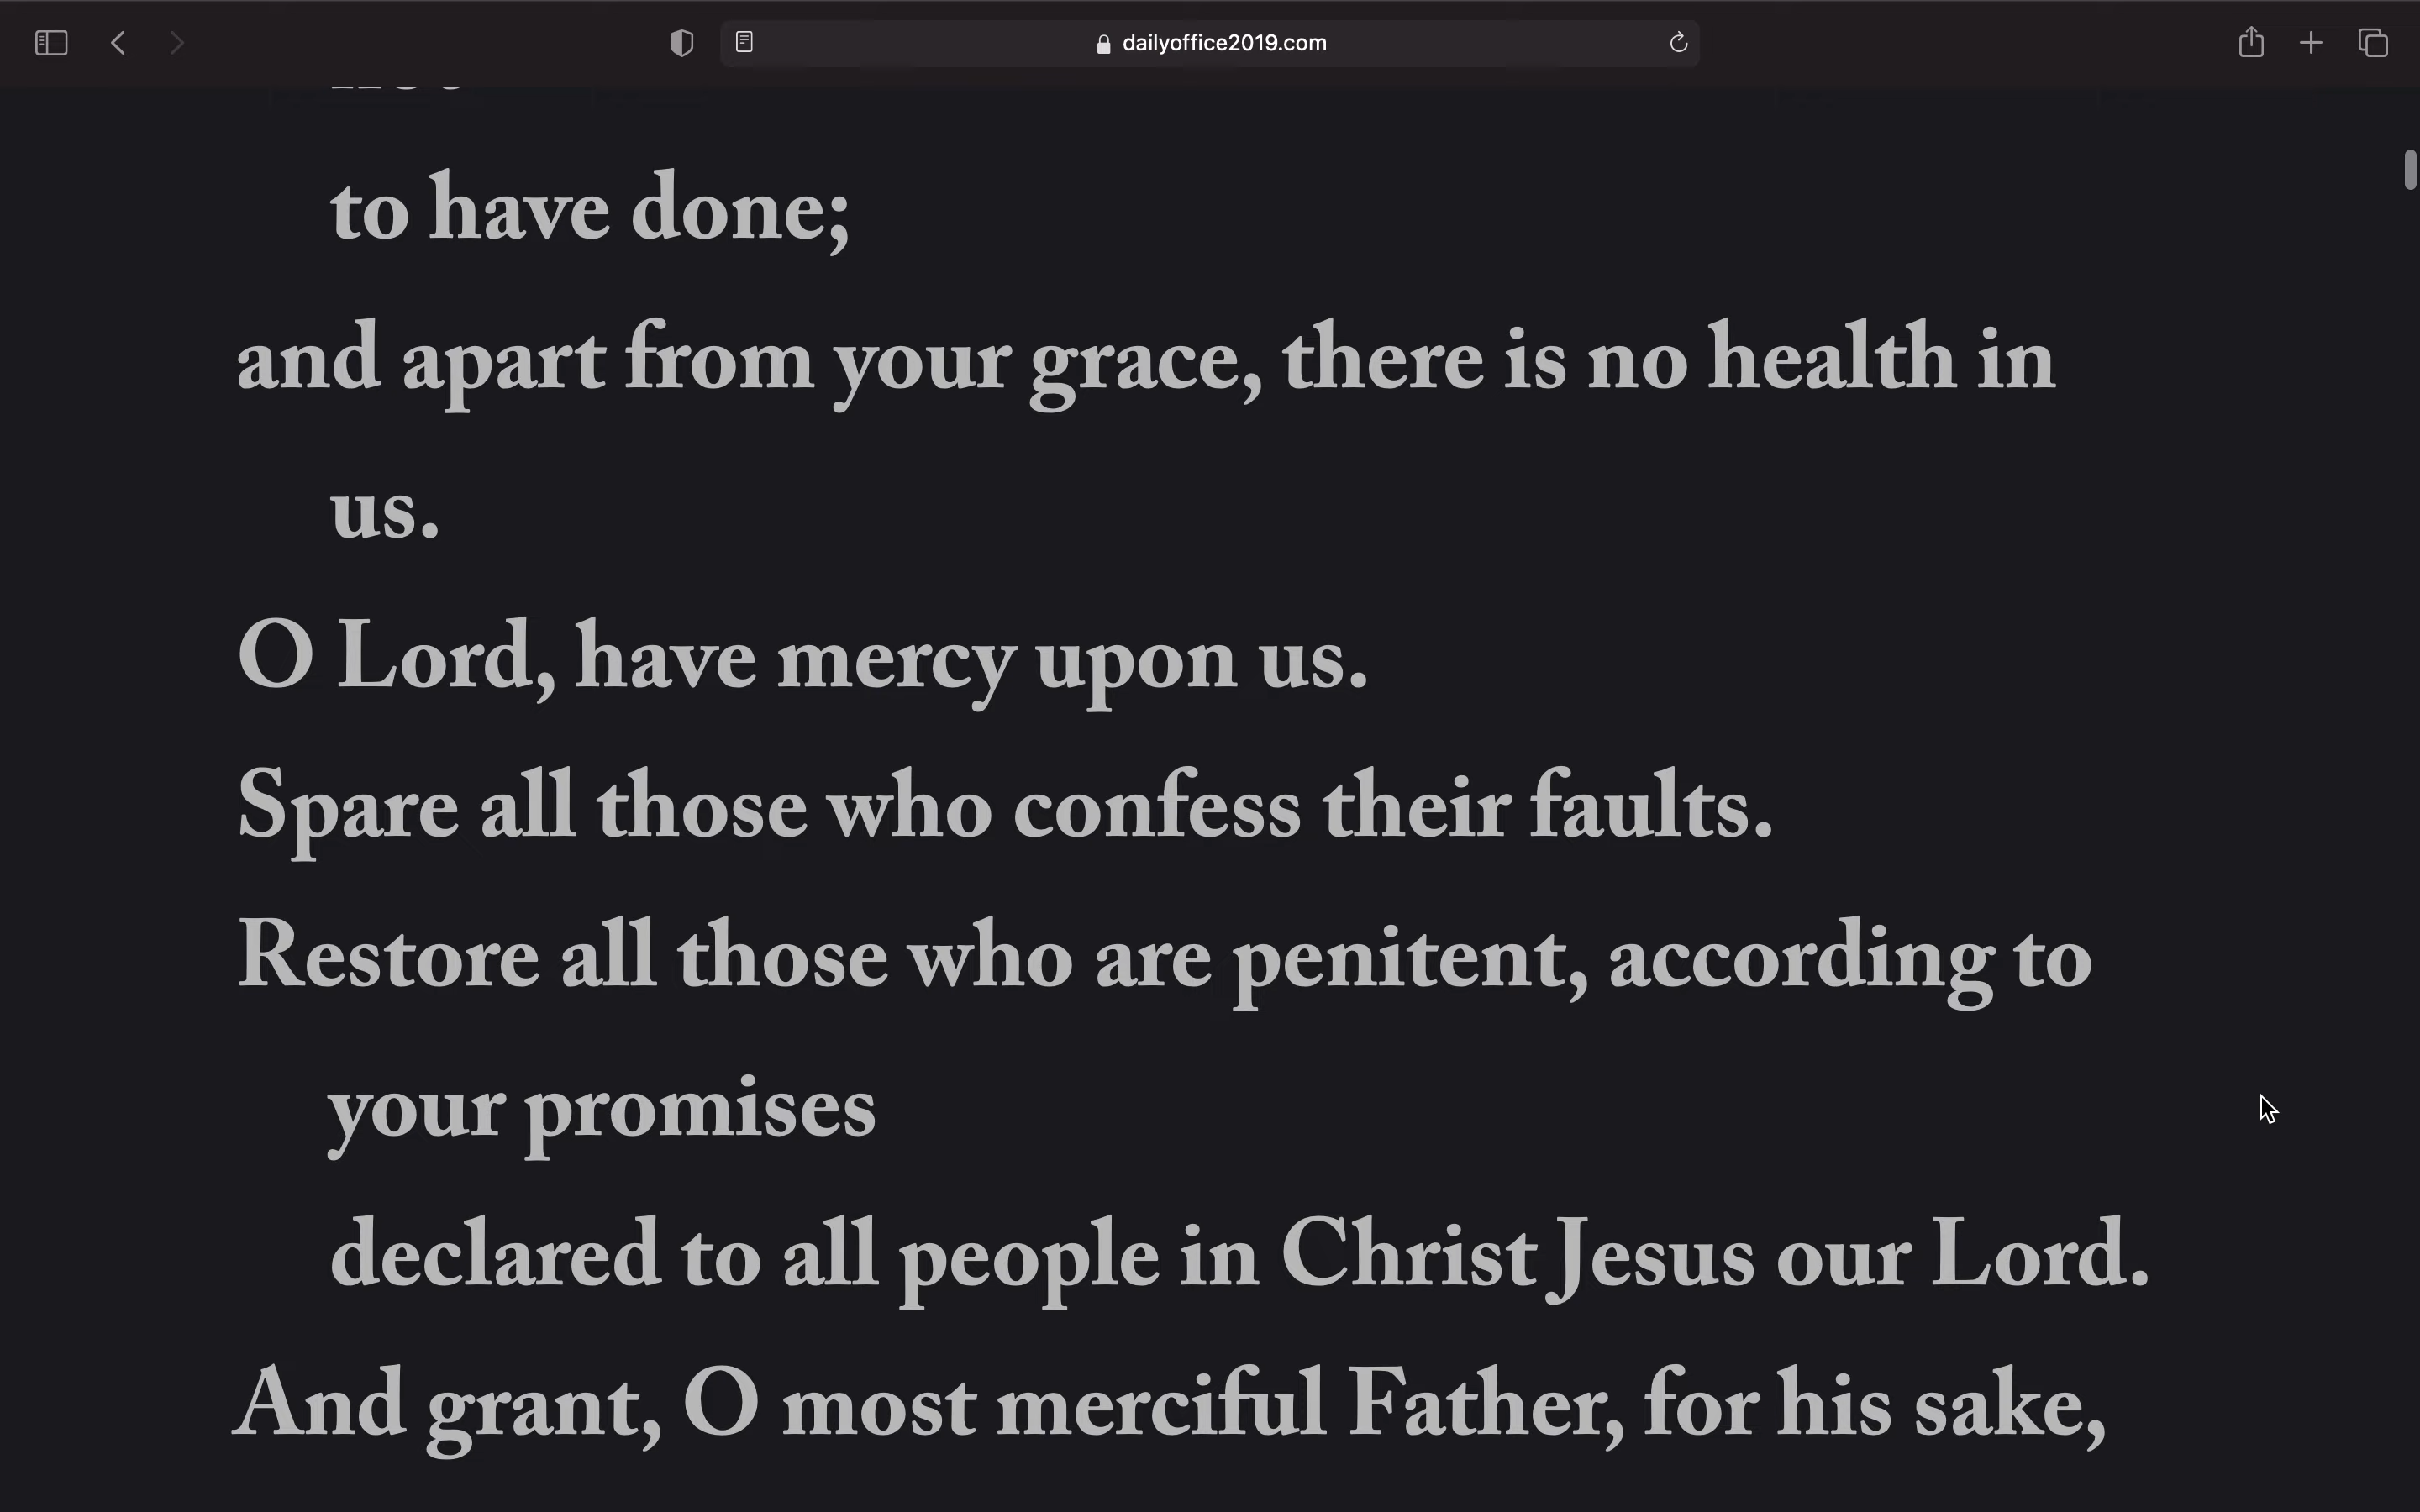 dailyoffice2019.com
to have done;
and apart from your grace, there is no health in
us.
O Lord, have mercy upon us.
Spare all those who confess their faults.
Restore all those who are penitent, according to
your promises
declared to all people in Christ Jesus our Lord.
And grant, O most merciful Father, for his sake,